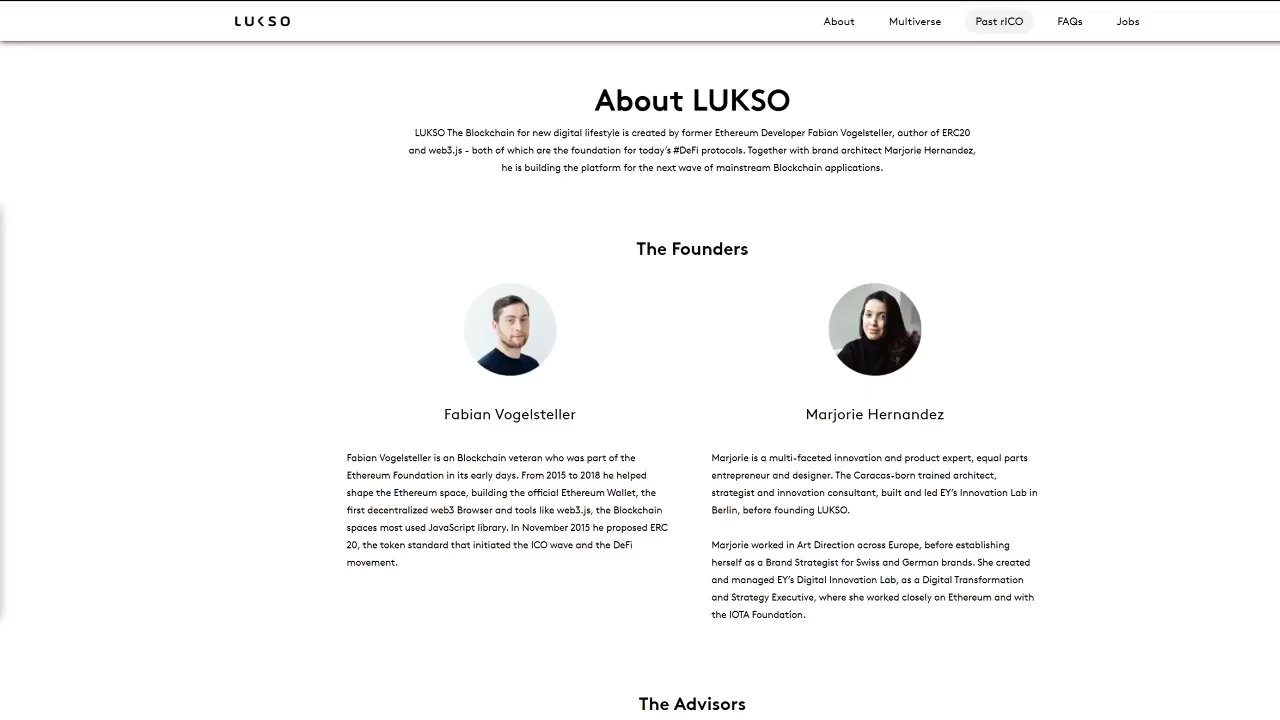 LUKSO
About
Multiverse
Past rICO
FAQs
Jobs
About LUKSO
LUKSO The Blockchain for new digital lifestyle is created by former Ethereum Developer Fabian Vogelsteller, author of ERC20
and web3.js - both of which are the foundation for today's #DeFi protocols. Together with brand architect Marjorie Hernandez,
he is building the platform for the next wave of mainstream Blockchain applications.
The Founders
Fabian Vogelsteller
Fabian Vogelsteller is an Blockchain veteran who was part of the
Ethereum Foundation in its early days. From 2015 to 2018 he helped
shape the Ethereum space, building the official Ethereum Wallet, the
first decentralized web3 Browser and tools like web3.js, the Blockchain
spaces most used JavaScript library. In November 2015 he proposed ERC
20, the token standard that initiated the ICO wave and the DeFi
movement.
Marjorie Hernandez
Marjorie is a multi-faceted innovation and product expert, equal parts
entrepreneur and designer. The Caracas-born trained architect,
strategist and innovation consultant, built and led EY's Innovation Lab in
Berlin, before founding LUKSO.
Marjorie worked in Art Direction across Europe, before establishing
herself as a Brand Strategist for Swiss and German brands. She created
and managed EY's Digital Innovation Lab, as a Digital Transformation
and Strategy Executive, where she worked closely on Ethereum and with
the IOTA Foundation.
The Advisors